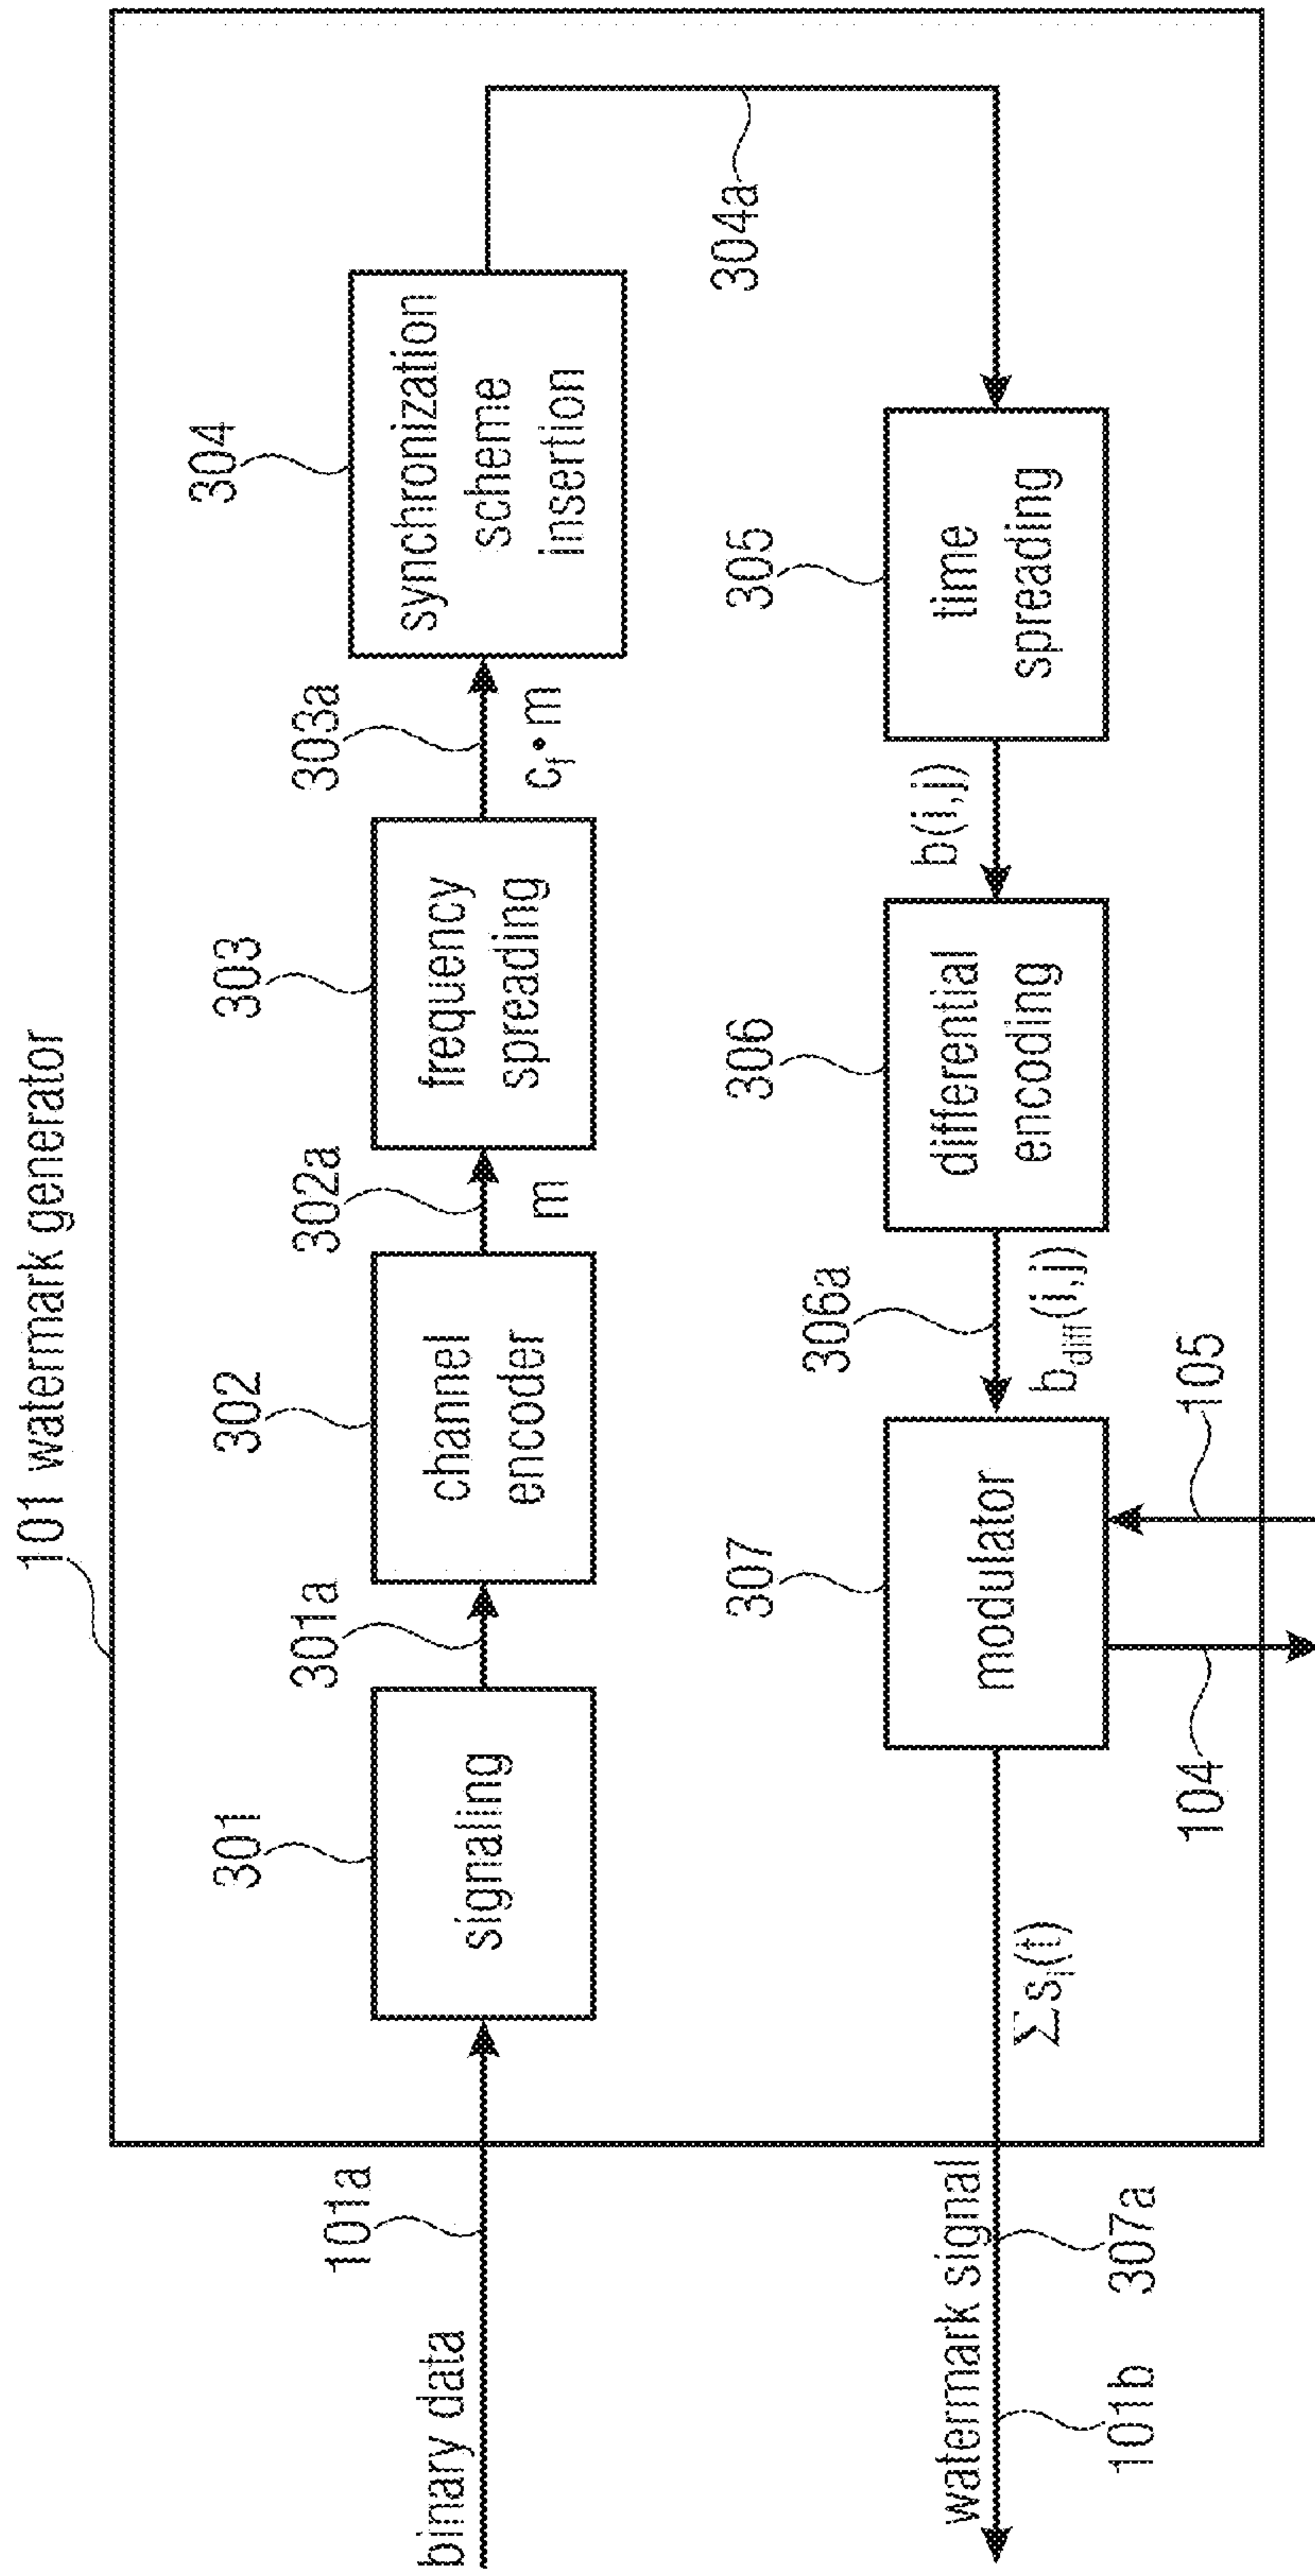 101 watermark generator
binary data
101a
301
signaling
301a
302
channel
encoder
302a
m
303
frequency
spreading
303a
c_f•m
304
synchronization
scheme
insertion
304a
305
time
spreading
b(i,j)
306
differential
encoding
306a
b_diff(i,j)
307
modulator
104
105
Σs_i(t)
watermark signal
101b
307a